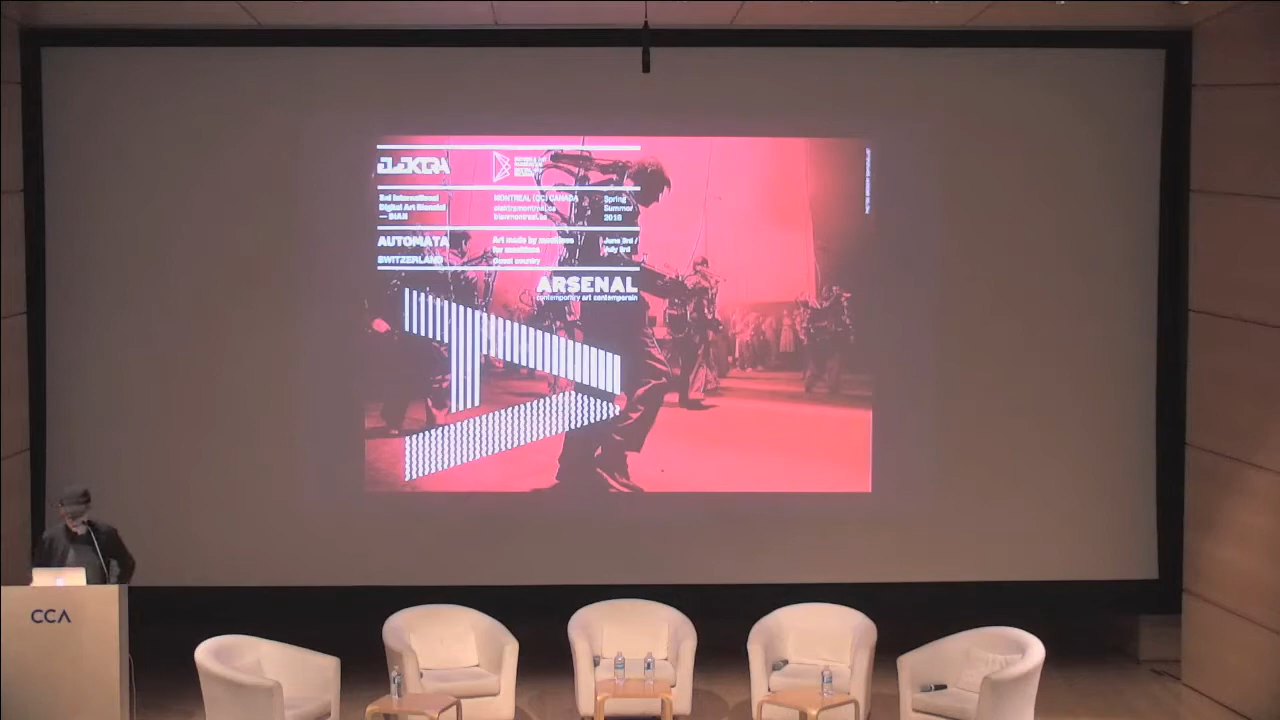 ELEKTRA
3rd International
Digital Art Biennial
— BIAN
MONTREAL (QC) CANADA
elektramontreal.ca
bianmontreal.ca
Spring
Summer
2016
AUTOMATA
Art made by machines
for machines
June 3rd /
July 3rd
SWITZERLAND
Guest country
ARSENAL
contemporary art contemporain
CCA